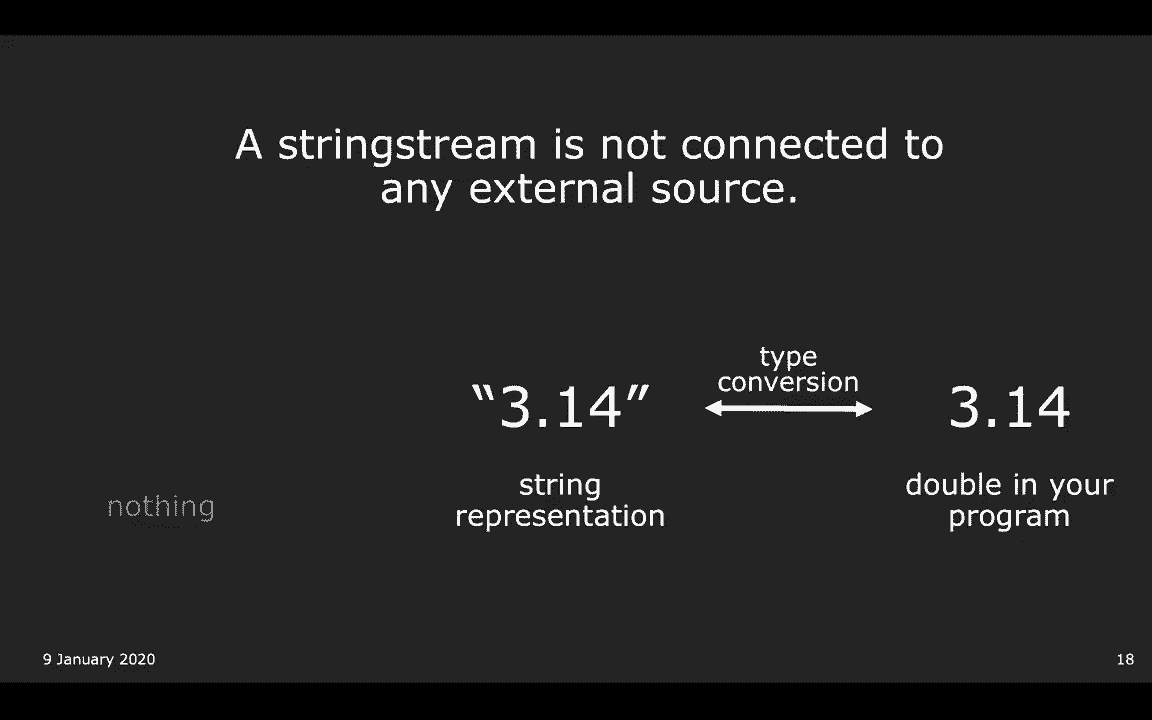 A stringstream is not connected to
any external source.
type
conversion
“3.14”
3.14
nothing
string
representation
double in your
program
9 January 2020
18